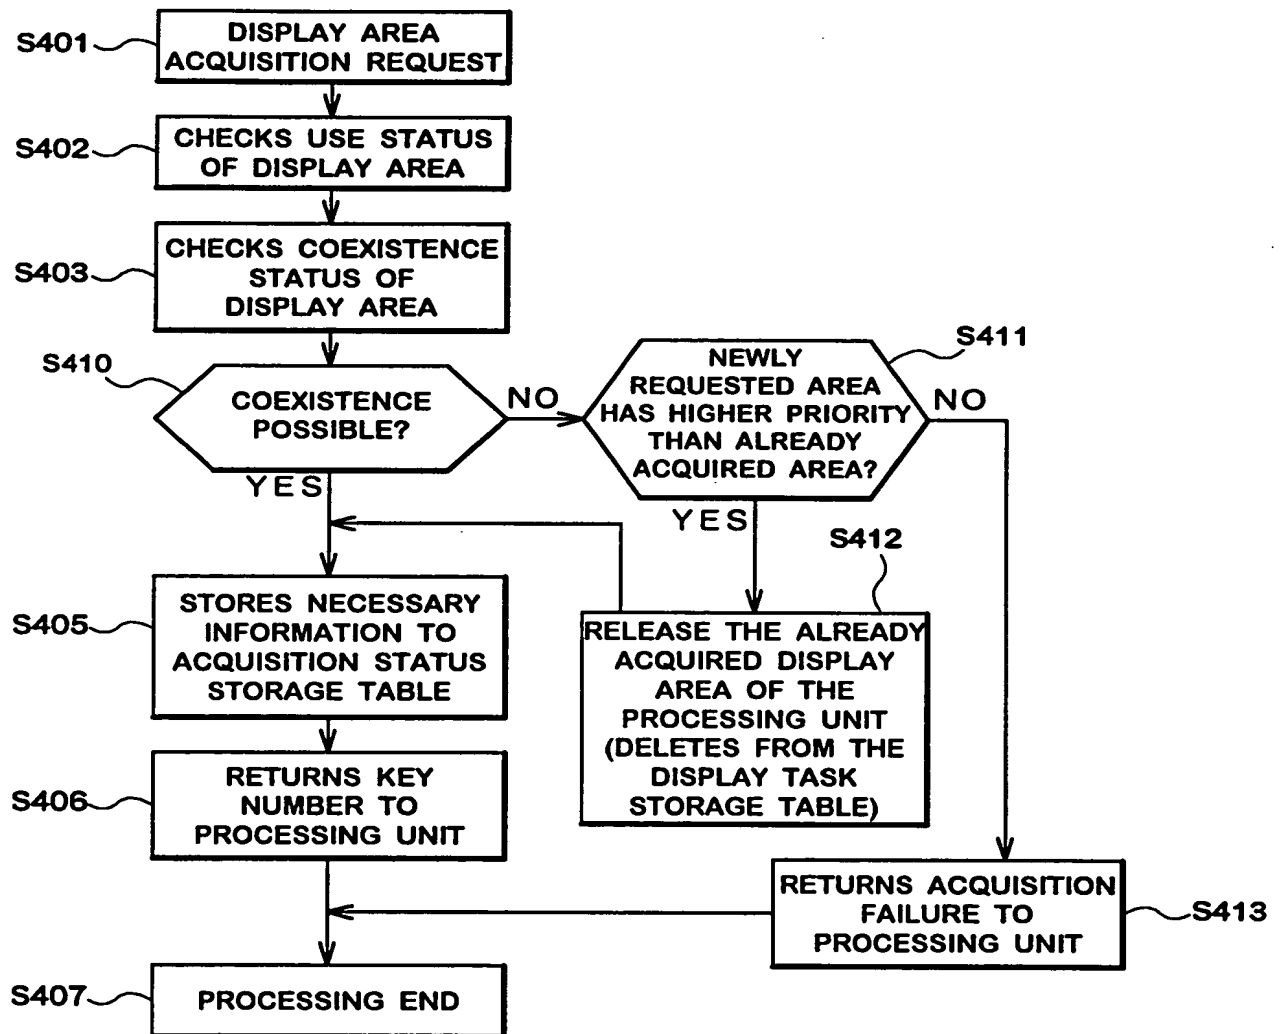 S401
DISPLAY AREA
ACQUISITION REQUEST
S402
CHECKS USE STATUS
OF DISPLAY AREA
S403
CHECKS COEXISTENCE
STATUS OF
DISPLAY AREA
S410
COEXISTENCE
POSSIBLE?
NO
YES
S411
NEWLY
REQUESTED AREA
HAS HIGHER PRIORITY
THAN ALREADY
ACQUIRED AREA?
NO
YES
S412
RELEASE THE ALREADY
ACQUIRED DISPLAY
AREA OF THE
PROCESSING UNIT
(DELETES FROM THE
DISPLAY TASK
STORAGE TABLE)
S405
STORES NECESSARY
INFORMATION TO
ACQUISITION STATUS
STORAGE TABLE
S406
RETURNS KEY
NUMBER TO
PROCESSING UNIT
RETURNS ACQUISITION
FAILURE TO
PROCESSING UNIT
S413
S407
PROCESSING END